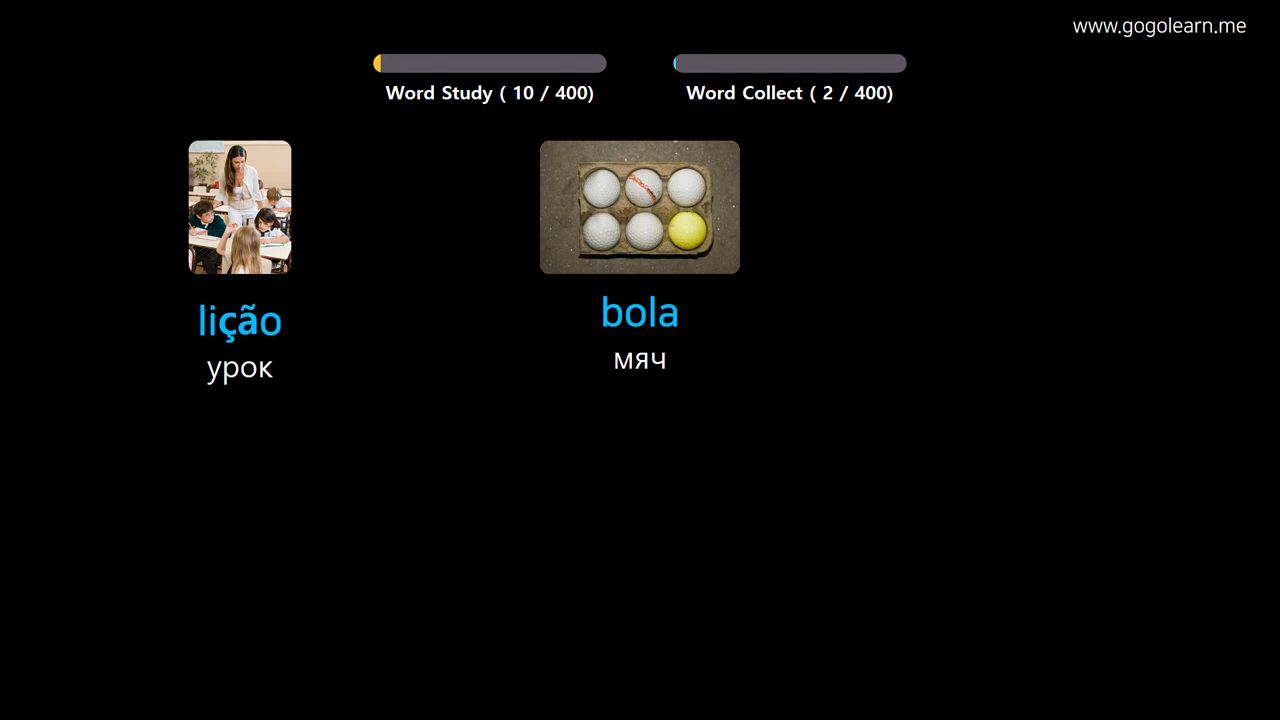 www.gogolearn.me
Word Study ( 10 / 400)
Word Collect ( 2 / 400)
lição
урок
bola
мяч